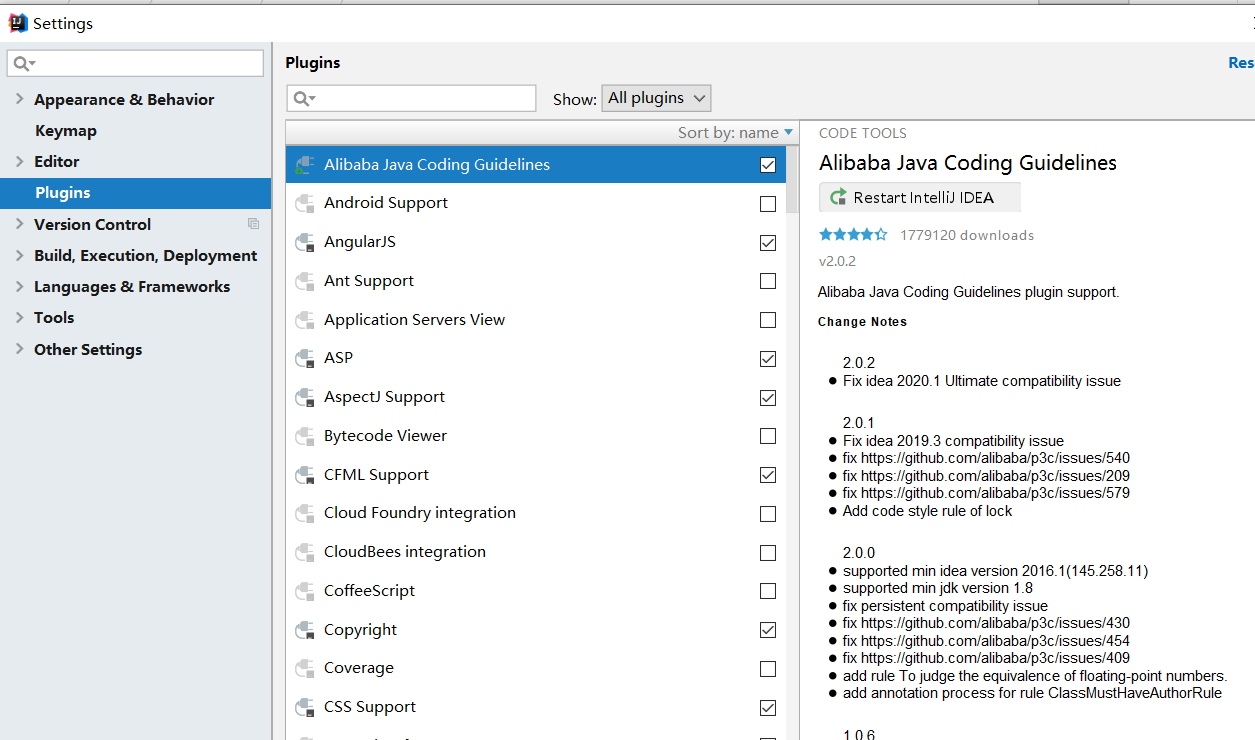 Settings
Appearance & Behavior
Keymap
Editor
Plugins
Version Control
Build, Execution, Deployment
Languages & Frameworks
Tools
Other Settings
Plugins
Res
Show: All plugins
Sort by: name
Alibaba Java Coding Guidelines
Android Support
AngularJS
Ant Support
Application Servers View
ASP
AspectJ Support
Bytecode Viewer
CFML Support
Cloud Foundry integration
CloudBees integration
CoffeeScript
Copyright
Coverage
CSS Support
CODE TOOLS
Alibaba Java Coding Guidelines
Restart IntelliJ IDEA
1779120 downloads
v2.0.2
Alibaba Java Coding Guidelines plugin support.
Change Notes
2.0.2
● Fix idea 2020.1 Ultimate compatibility issue
2.0.1
● Fix idea 2019.3 compatibility issue
● fix https://github.com/alibaba/p3c/issues/540
● fix https://github.com/alibaba/p3c/issues/209
● fix https://github.com/alibaba/p3c/issues/579
● Add code style rule of lock
2.0.0
● supported min idea version 2016.1(145.258.11)
● supported min jdk version 1.8
● fix persistent compatibility issue
● fix https://github.com/alibaba/p3c/issues/430
● fix https://github.com/alibaba/p3c/issues/454
● fix https://github.com/alibaba/p3c/issues/409
● add rule To judge the equivalence of floating-point numbers.
● add annotation process for rule ClassMustHaveAuthorRule
1.0.6